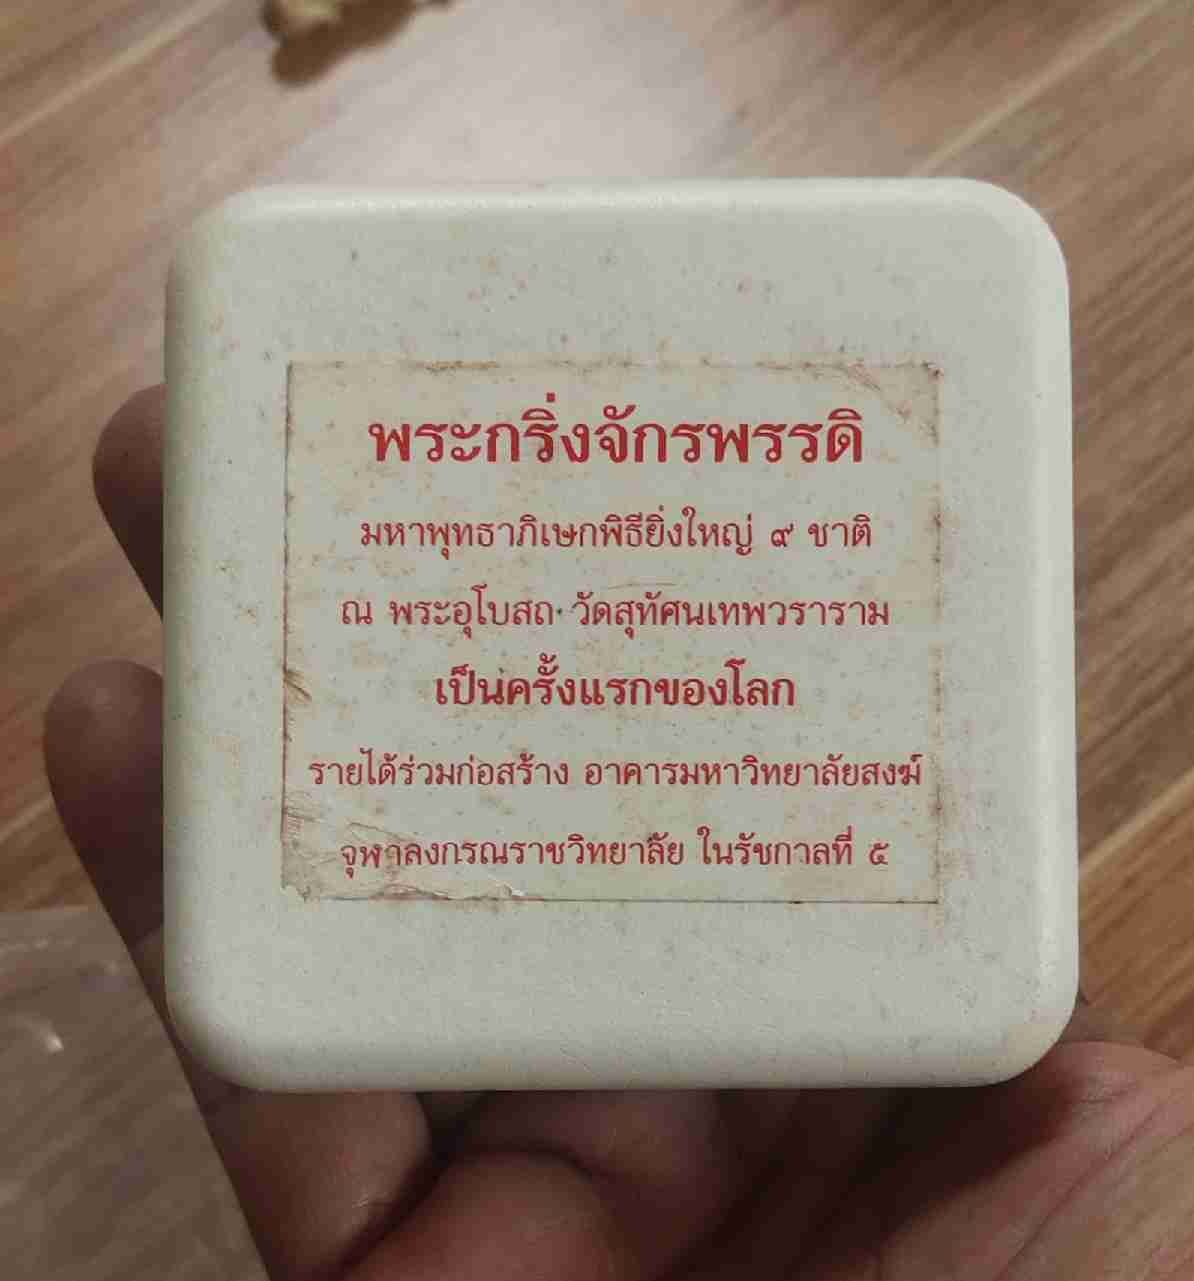 พระกริ่งจักรพรรดิ
มหาพุทธาภิเษกพิธียิ่งใหญ่ ๙ ชาติ
ณ พระอุโบสถ วัดสุทัศนเทพวราราม
เป็นครั้งแรกของโลก
รายได้ร่วมก่อสร้าง อาคารมหาวิทยาลัยสงฆ์
จุฬาลงกรณราชวิทยาลัย ในรัชกาลที่ ๕